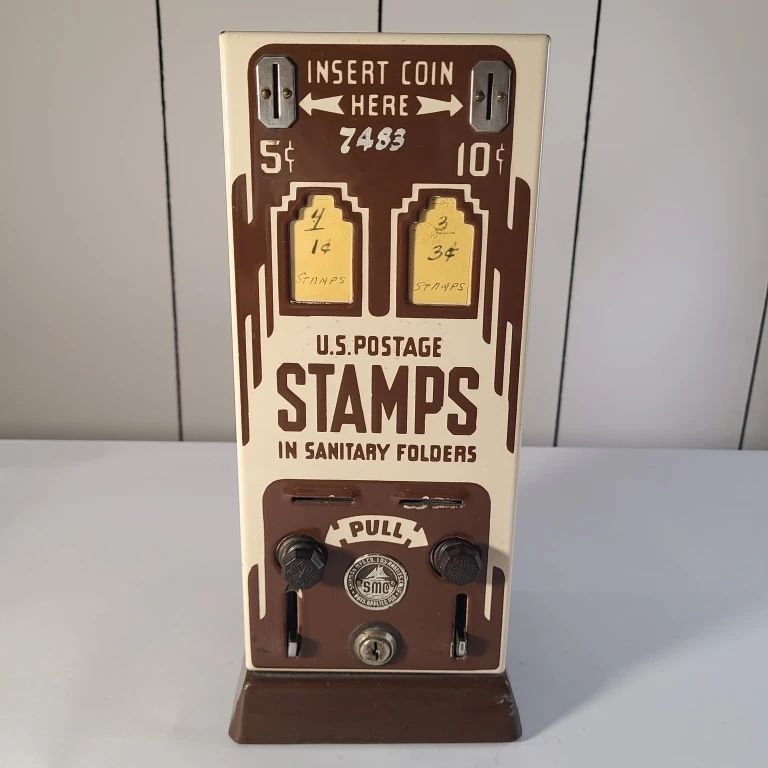 INSERT COIN
HERE
7483
5¢ 10¢
4
1¢
STAMPS
3
3¢
STAMPS
U.S. POSTAGE
STAMPS
IN SANITARY FOLDERS
PULL
SMC